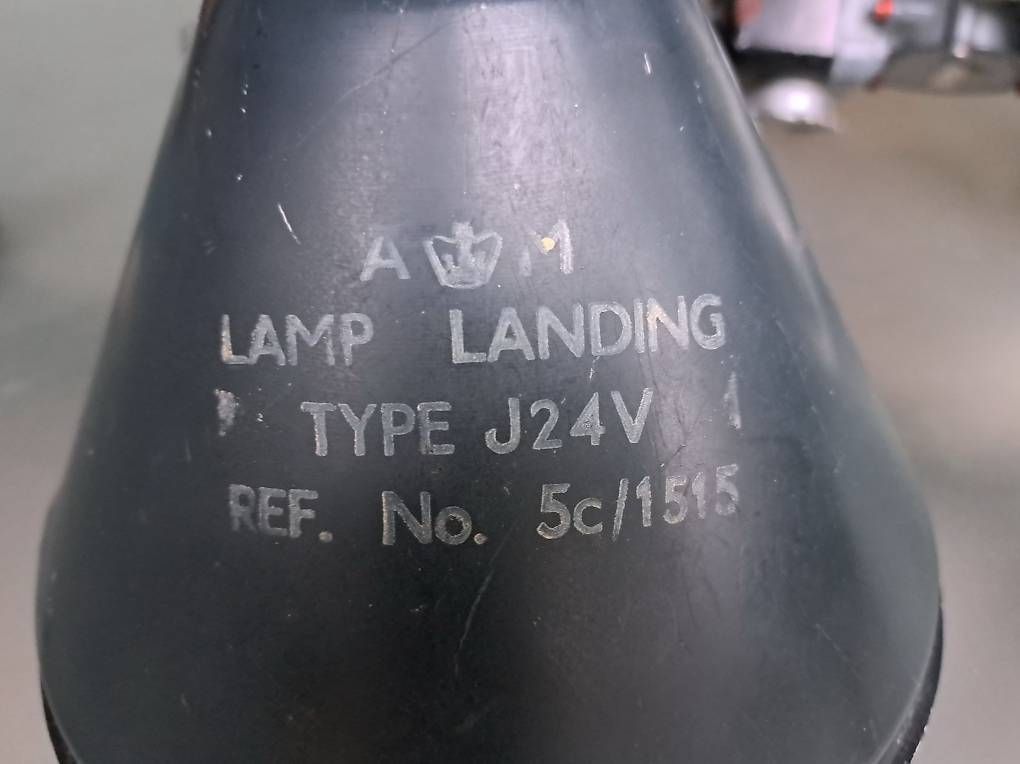 A M
LAMP LANDING
TYPE J24V
REF. No. 5c/1515